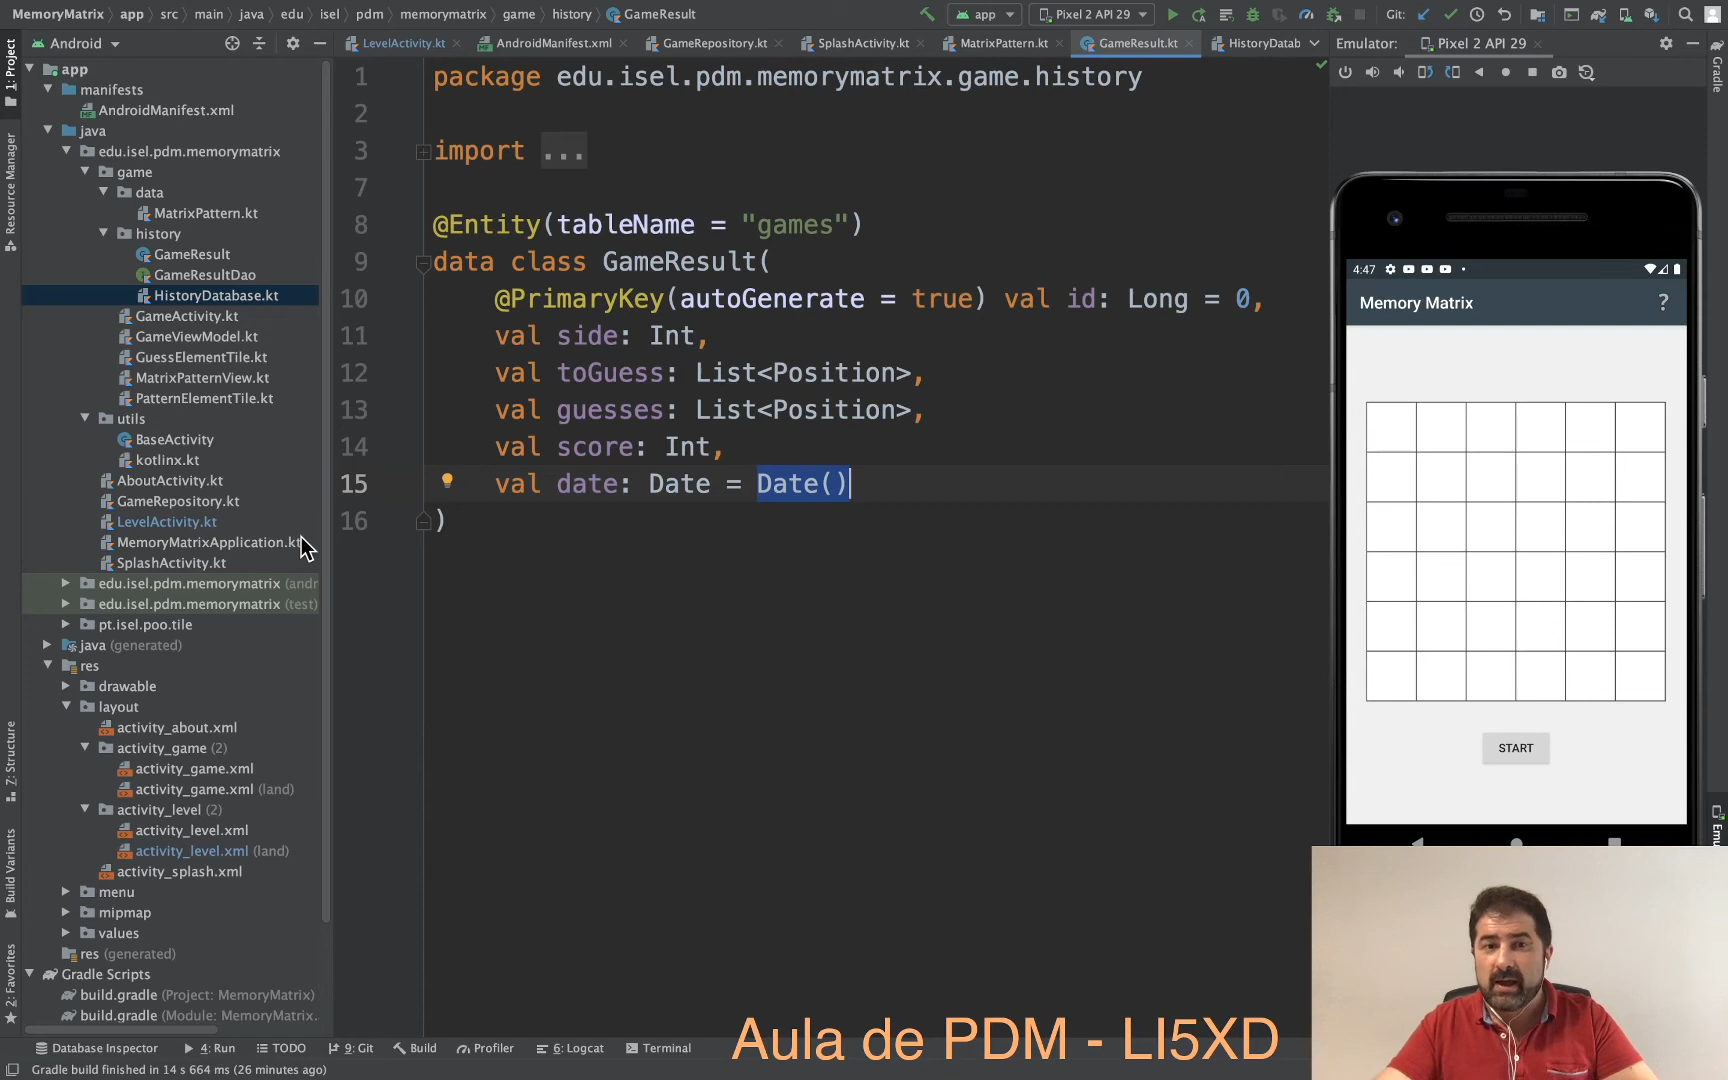 MemoryMatrix app src main java edu isel pdm memorymatrix game history GameResult app Pixel 2 API 29 Git:
Android LevelActivity.kt AndroidManifest.xml GameRepository.kt SplashActivity.kt MatrixPattern.kt GameResult.kt HistoryDatab Emulator: Pixel 2 API 29
1: Project
Resource Manager
Z: Structure
Build Variants
2: Favorites
Gradle
app
manifests
AndroidManifest.xml
java
edu.isel.pdm.memorymatrix
game
data
MatrixPattern.kt
history
GameResult
GameResultDao
HistoryDatabase.kt
GameActivity.kt
GameViewModel.kt
GuessElementTile.kt
MatrixPatternView.kt
PatternElementTile.kt
utils
BaseActivity
kotlinx.kt
AboutActivity.kt
GameRepository.kt
LevelActivity.kt
MemoryMatrixApplication.kt
SplashActivity.kt
edu.isel.pdm.memorymatrix (andr
edu.isel.pdm.memorymatrix (test)
pt.isel.poo.tile
java (generated)
res
drawable
layout
activity_about.xml
activity_game (2)
activity_game.xml
activity_game.xml (land)
activity_level (2)
activity_level.xml
activity_level.xml (land)
activity_splash.xml
menu
mipmap
values
res (generated)
Gradle Scripts
build.gradle (Project: MemoryMatrix)
build.gradle (Module: MemoryMatrix.
1 package edu.isel.pdm.memorymatrix.game.history
2
3 import ...
7
8 @Entity(tableName = "games")
9 data class GameResult(
10 @PrimaryKey(autoGenerate = true) val id: Long = 0,
11 val side: Int,
12 val toGuess: List<Position>,
13 val guesses: List<Position>,
14 val score: Int,
15 val date: Date = Date()
16 )
4:47
Memory Matrix ?
START
Aula de PDM - LI5XD
Database Inspector 4: Run TODO 9: Git Build Profiler 6: Logcat Terminal
Gradle build finished in 14 s 664 ms (26 minutes ago)